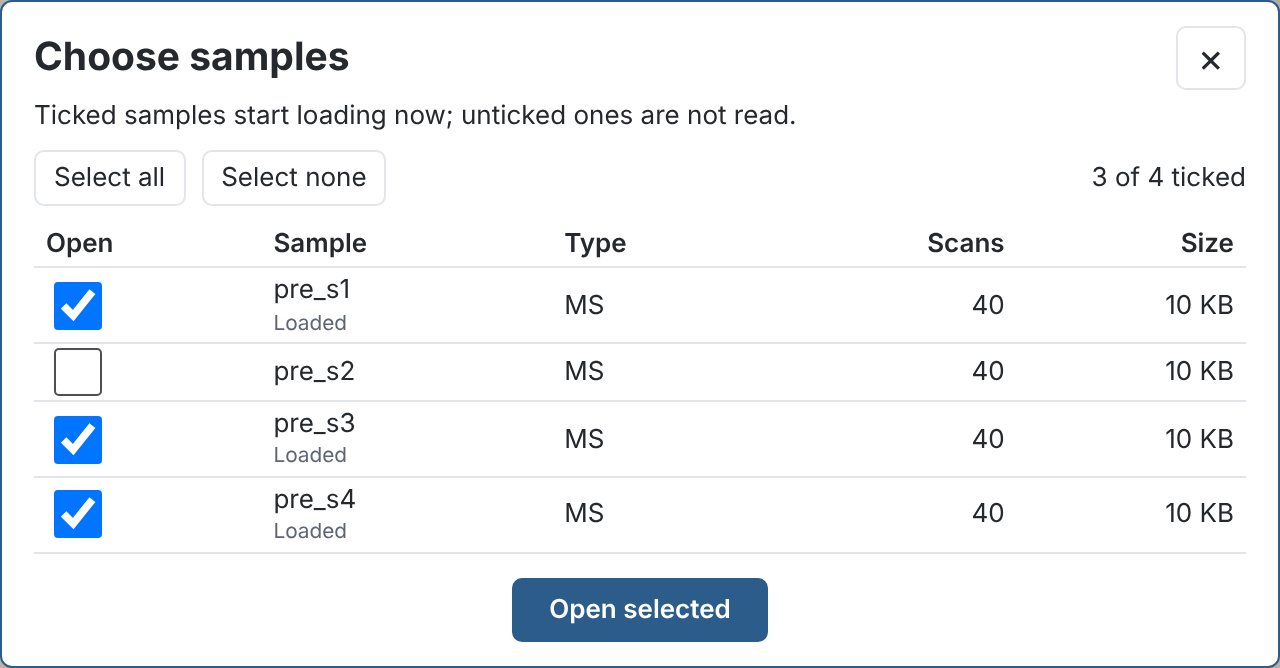 Choose samples
×
Ticked samples start loading now; unticked ones are not read.
Select all Select none 3 of 4 ticked
Open Sample Type Scans Size
pre_s1 MS 40 10 KB
Loaded
pre_s2 MS 40 10 KB
pre_s3 MS 40 10 KB
Loaded
pre_s4 MS 40 10 KB
Loaded
Open selected